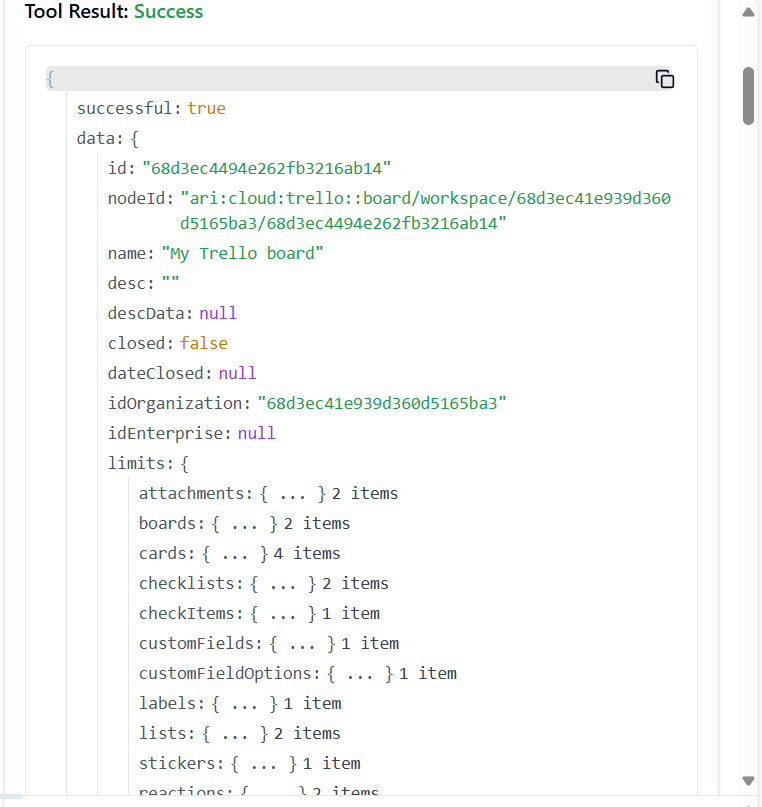 Tool Result: Success
{
successful: true
data: {
id: "68d3ec4494e262fb3216ab14"
nodeId: "ari:cloud:trello::board/workspace/68d3ec41e939d360
d5165ba3/68d3ec4494e262fb3216ab14"
name: "My Trello board"
desc: ""
descData: null
closed: false
dateClosed: null
idOrganization: "68d3ec41e939d360d5165ba3"
idEnterprise: null
limits: {
attachments: { ... } 2 items
boards: { ... } 2 items
cards: { ... } 4 items
checklists: { ... } 2 items
checkItems: { ... } 1 item
customFields: { ... } 1 item
customFieldOptions: { ... } 1 item
labels: { ... } 1 item
lists: { ... } 2 items
stickers: { ... } 1 item
reactions: { ... } 2 items